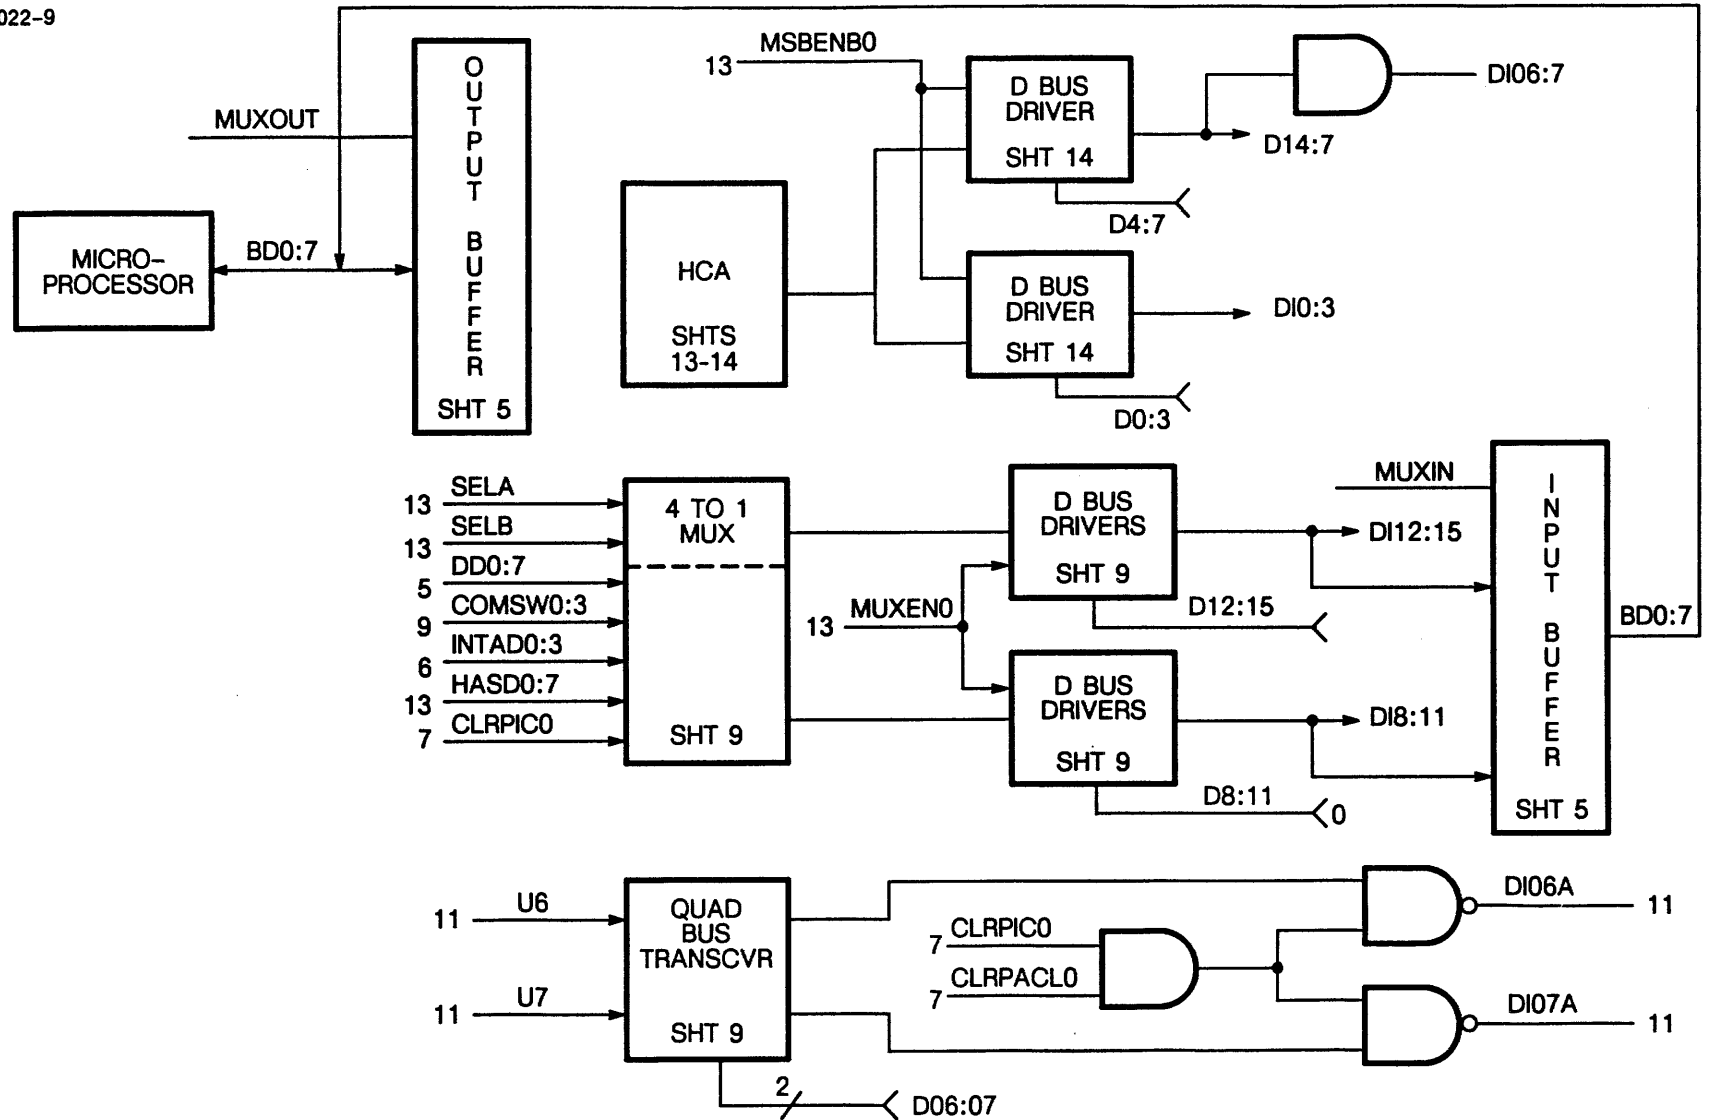 022-9
MUXOUT
OUTPUT BUFFER
SHT 5
MICRO-
PROCESSOR
BD0:7
13
MSBENB0
HCA
SHTS
13-14
D BUS
DRIVER
SHT 14
D4:7
DI06:7
D14:7
D BUS
DRIVER
SHT 14
D0:3
DI0:3
13 SELA
13 SELB
5 DD0:7
9 COMSW0:3
6 INTAD0:3
13 HASD0:7
7 CLRPIC0
4 TO 1
MUX
SHT 9
13 MUXEN0
D BUS
DRIVERS
SHT 9
D12:15
DI12:15
D BUS
DRIVERS
SHT 9
D8:11
0
DI8:11
MUXIN
INPUT BUFFER
SHT 5
BD0:7
11 U6
11 U7
QUAD
BUS
TRANSCVR
SHT 9
2
D06:07
7 CLRPIC0
7 CLRPACL0
DI06A 11
DI07A 11